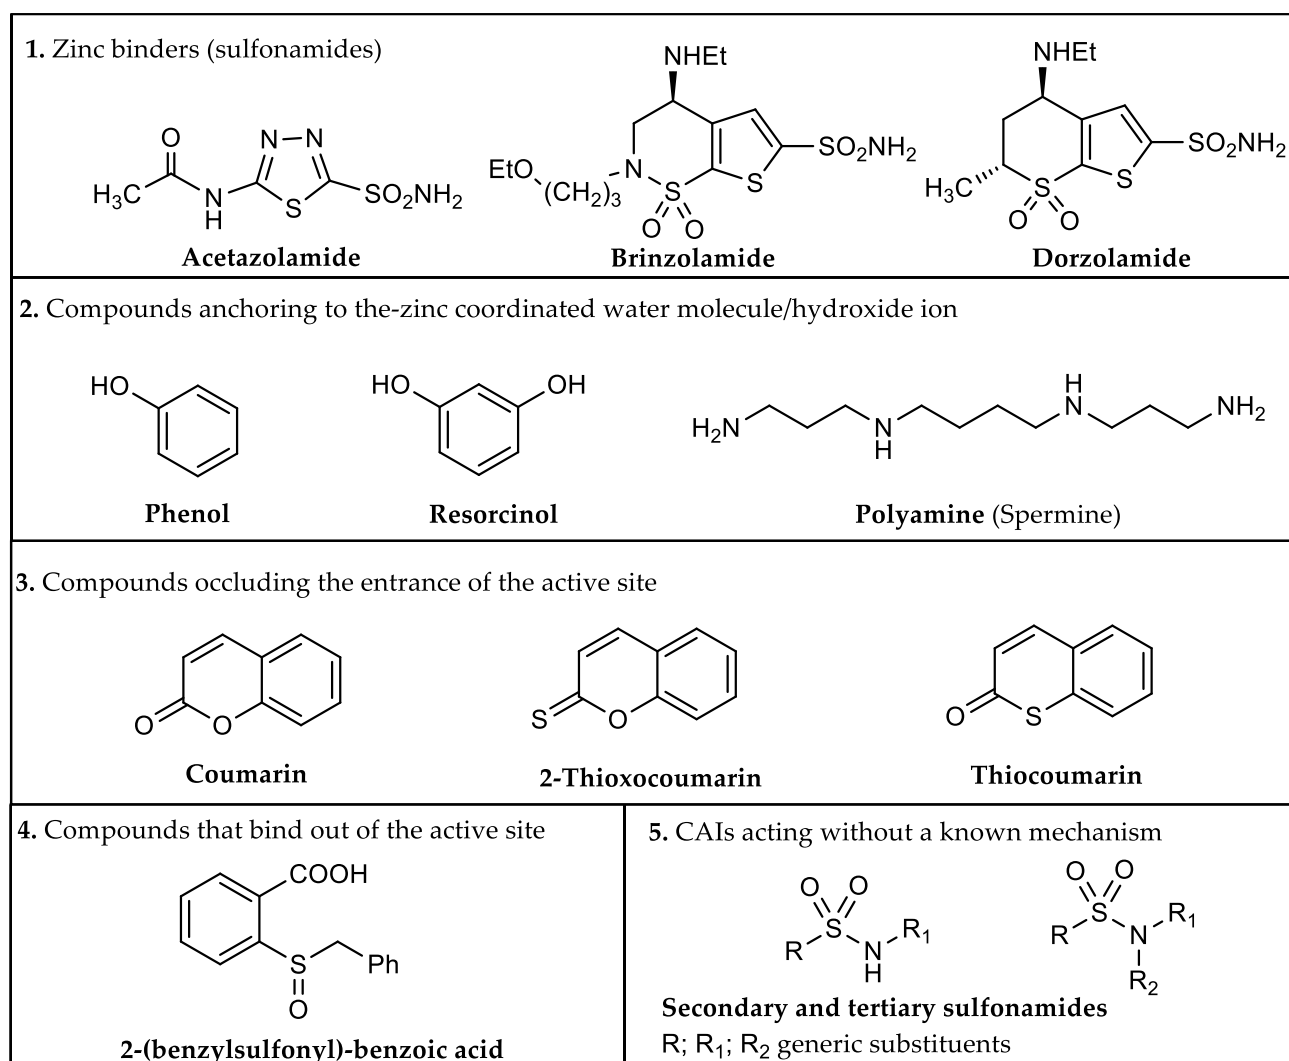 1. Zinc binders (sulfonamides)
O
N N
H₃C
N
H
S
SO₂NH₂
Acetazolamide
NHEt
EtO
(CH₂)₃
N
S
O O
S
SO₂NH₂
Brinzolamide
NHEt
H₃C
S
O O
S
SO₂NH₂
Dorzolamide
2. Compounds anchoring to the-zinc coordinated water molecule/hydroxide ion
HO
Phenol
HO OH
Resorcinol
H₂N
N
H
H
N
NH₂
Polyamine (Spermine)
3. Compounds occluding the entrance of the active site
O O
Coumarin
S O
2-Thioxocoumarin
O S
Thiocoumarin
4. Compounds that bind out of the active site
COOH
S
O
Ph
2-(benzylsulfonyl)-benzoic acid
5. CAIs acting without a known mechanism
O O
R S N R₁
H
O O
R S N R₁
R₂
Secondary and tertiary sulfonamides
R; R₁; R₂ generic substituents